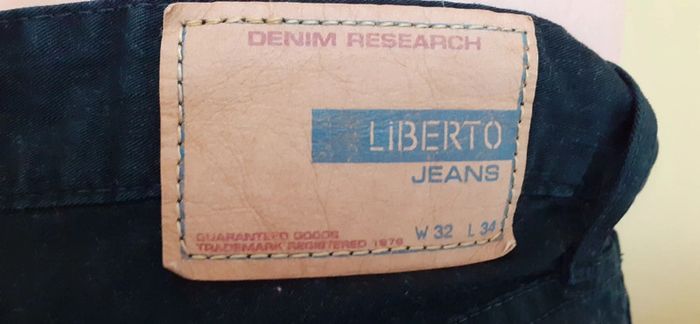 DENIM RESEARCH
LiBERTO
JEANS
GUARANTEED GOODS
TRADEMARK REGISTERED 1976
W 32 L 34